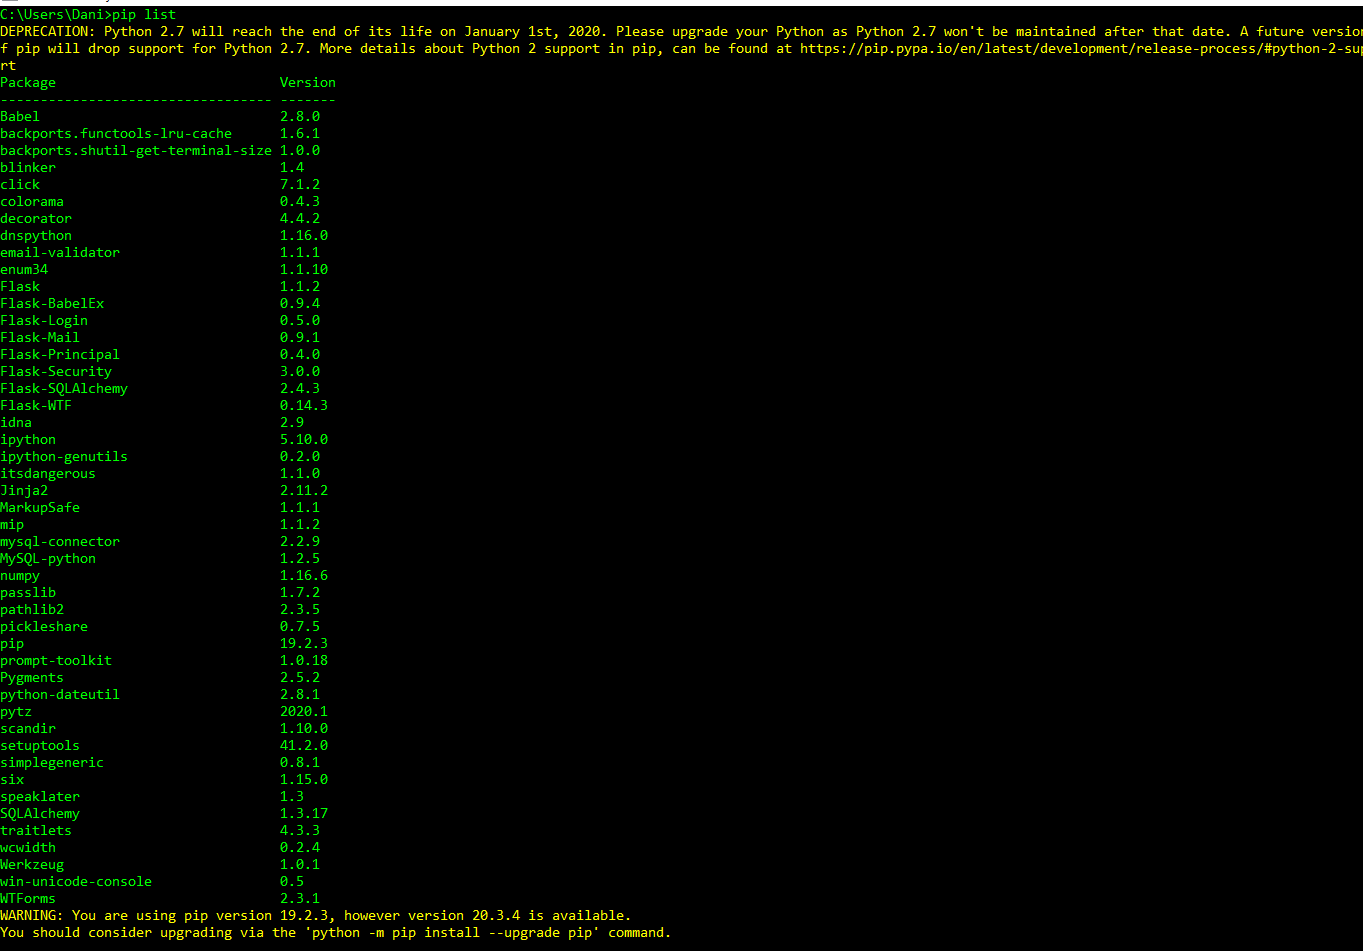 C:\Users\Dani>pip list
DEPRECATION: Python 2.7 will reach the end of its life on January 1st, 2020. Please upgrade your Python as Python 2.7 won't be maintained after that date. A future version
f pip will drop support for Python 2.7. More details about Python 2 support in pip, can be found at https://pip.pypa.io/en/latest/development/release-process/#python-2-sup
rt
Package                            Version
---------------------------------- -------
Babel                              2.8.0
backports.functools-lru-cache      1.6.1
backports.shutil-get-terminal-size 1.0.0
blinker                            1.4
click                              7.1.2
colorama                           0.4.3
decorator                          4.4.2
dnspython                          1.16.0
email-validator                    1.1.1
enum34                             1.1.10
Flask                              1.1.2
Flask-BabelEx                      0.9.4
Flask-Login                        0.5.0
Flask-Mail                         0.9.1
Flask-Principal                    0.4.0
Flask-Security                     3.0.0
Flask-SQLAlchemy                   2.4.3
Flask-WTF                          0.14.3
idna                               2.9
ipython                            5.10.0
ipython-genutils                   0.2.0
itsdangerous                       1.1.0
Jinja2                             2.11.2
MarkupSafe                         1.1.1
mip                                1.1.2
mysql-connector                    2.2.9
MySQL-python                       1.2.5
numpy                              1.16.6
passlib                            1.7.2
pathlib2                           2.3.5
pickleshare                        0.7.5
pip                                19.2.3
prompt-toolkit                     1.0.18
Pygments                           2.5.2
python-dateutil                    2.8.1
pytz                               2020.1
scandir                            1.10.0
setuptools                         41.2.0
simplegeneric                      0.8.1
six                                1.15.0
speaklater                         1.3
SQLAlchemy                         1.3.17
traitlets                          4.3.3
wcwidth                            0.2.4
Werkzeug                           1.0.1
win-unicode-console                0.5
WTForms                            2.3.1
WARNING: You are using pip version 19.2.3, however version 20.3.4 is available.
You should consider upgrading via the 'python -m pip install --upgrade pip' command.